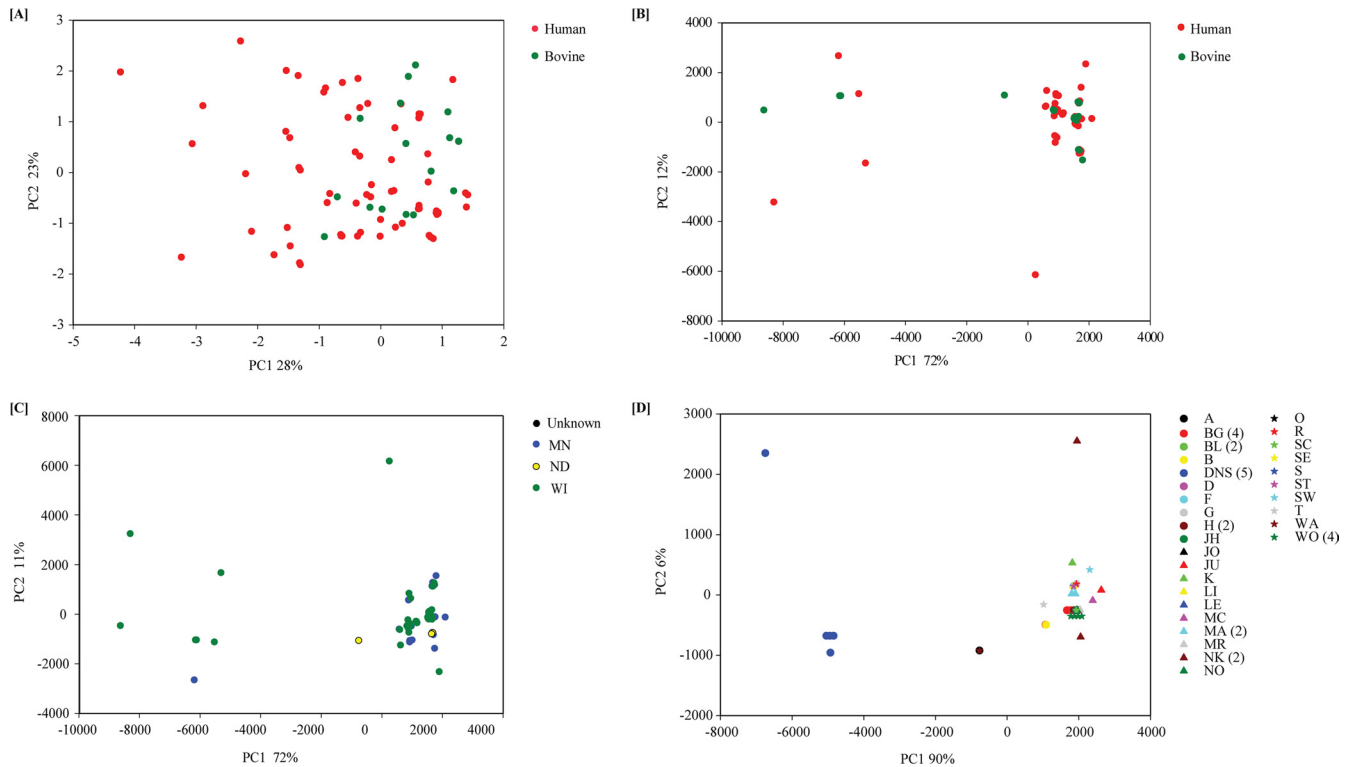 [A]
3
2
1
0
-1
-2
-3
-5
-4
-3
-2
-1
0
1
2
PC2 23%
PC1 28%
Human
Bovine
[B]
4000
2000
0
-2000
-4000
-6000
-8000
-10000
-8000
-6000
-4000
-2000
0
2000
4000
PC2 12%
PC1 72%
Human
Bovine
[C]
8000
6000
4000
2000
0
-2000
-4000
-10000
-8000
-6000
-4000
-2000
0
2000
4000
PC2 11%
PC1 72%
Unknown
MN
ND
WI
[D]
3000
2000
1000
0
-1000
-2000
-8000
-6000
-4000
-2000
0
2000
4000
PC2 6%
PC1 90%
A
BG (4)
BL (2)
B
DNS (5)
D
F
G
H (2)
JH
JO
JU
K
LI
LE
MC
MA (2)
MR
NK (2)
NO
O
R
SC
SE
S
ST
SW
T
WA
WO (4)